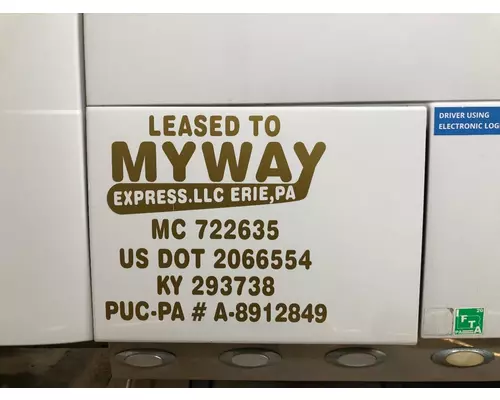 LEASED TO
MYWAY
EXPRESS.LLC ERIE,PA
MC 722635
US DOT 2066554
KY 293738
PUC-PA # A-8912849
DRIVER USING
ELECTRONIC LOG
FT
A